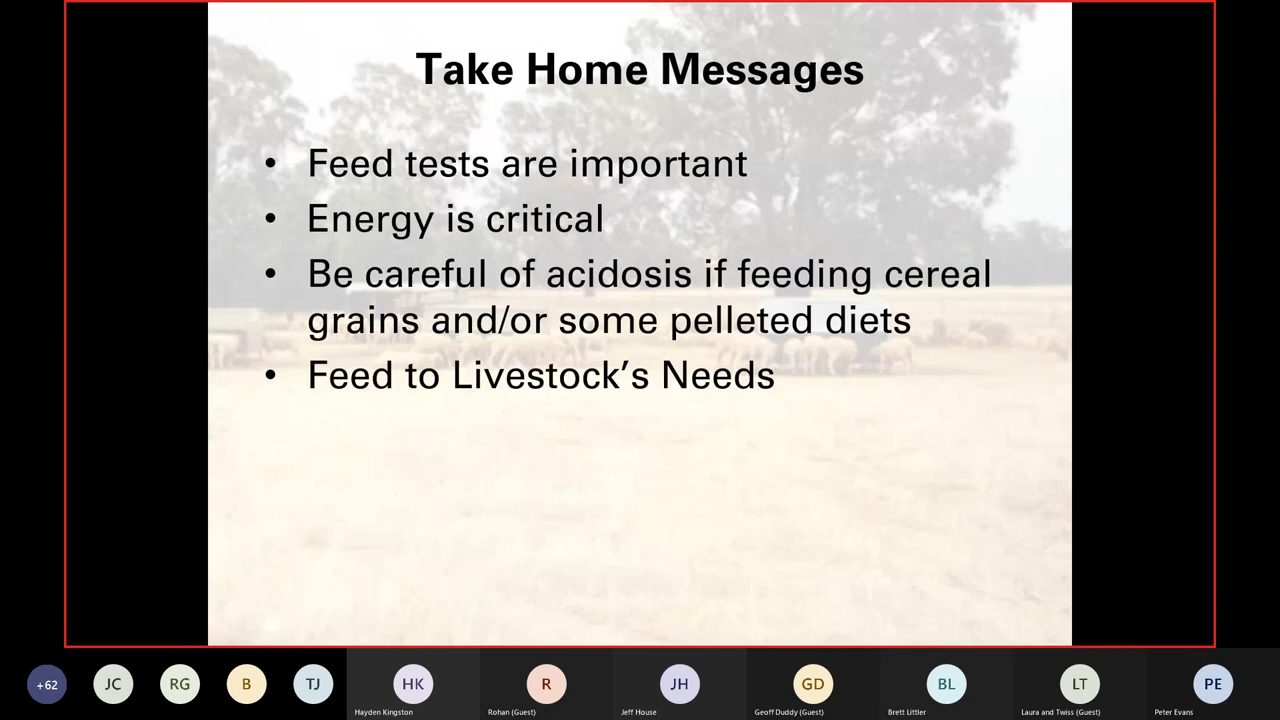 Take Home Messages
• Feed tests are important
• Energy is critical
• Be careful of acidosis if feeding cereal
grains and/or some pelleted diets
• Feed to Livestock’s Needs
+62 JC RG B TJ HK R JH GD BL LT PE
Hayden Kingston Rohan (Guest) Jeff House Geoff Duddy (Guest) Brett Littler Laura and Twiss (Guest) Peter Evans